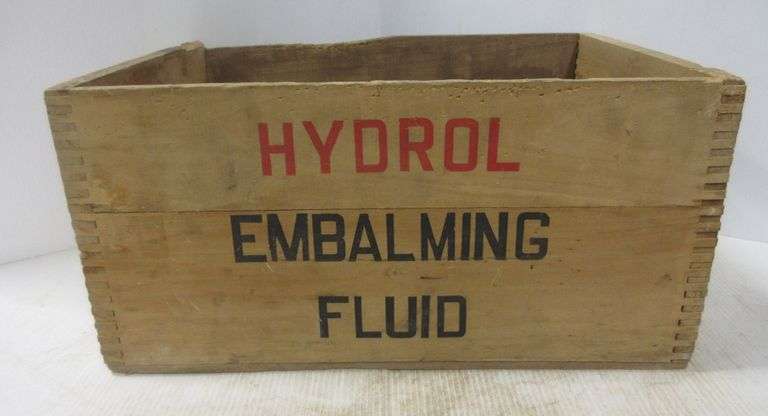 HYDROL
EMBALMING
FLUID